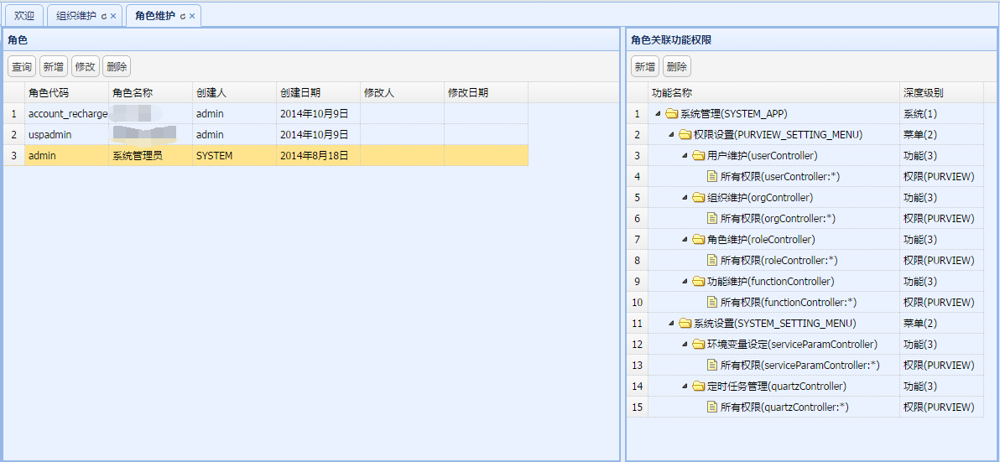 欢迎 组织维护 角色维护
角色
查询 新增 修改 删除
角色代码 角色名称 创建人 创建日期 修改人 修改日期
1 account_recharge admin 2014年10月9日
2 uspadmin admin 2014年10月9日
3 admin 系统管理员 SYSTEM 2014年8月18日
角色关联功能权限
新增 删除
功能名称 深度级别
1 系统管理(SYSTEM_APP) 系统(1)
2 权限设置(PURVIEW_SETTING_MENU) 菜单(2)
3 用户维护(userController) 功能(3)
4 所有权限(userController:*) 权限(PURVIEW)
5 组织维护(orgController) 功能(3)
6 所有权限(orgController:*) 权限(PURVIEW)
7 角色维护(roleController) 功能(3)
8 所有权限(roleController:*) 权限(PURVIEW)
9 功能维护(functionController) 功能(3)
10 所有权限(functionController:*) 权限(PURVIEW)
11 系统设置(SYSTEM_SETTING_MENU) 菜单(2)
12 环境变量设定(serviceParamController) 功能(3)
13 所有权限(serviceParamController:*) 权限(PURVIEW)
14 定时任务管理(quartzController) 功能(3)
15 所有权限(quartzController:*) 权限(PURVIEW)